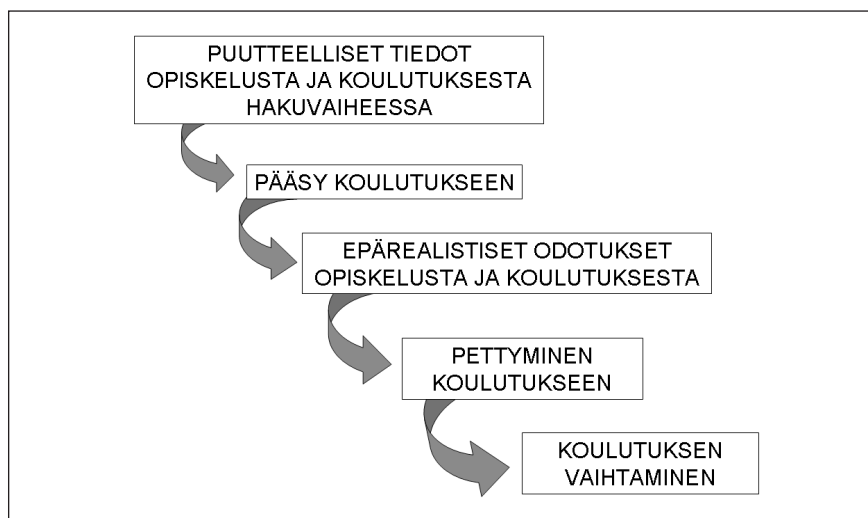 PUUTTEELLISET TIEDOT
OPISKELUSTA JA KOULUTUKSESTA
HAKUVAIHEESSA
PÄÄSY KOULUTUKSEEN
EPÄREALISTISET ODOTUKSET
OPISKELUSTA JA KOULUTUKSESTA
PETTYMINEN
KOULUTUKSEEN
KOULUTUKSEN
VAIHTAMINEN